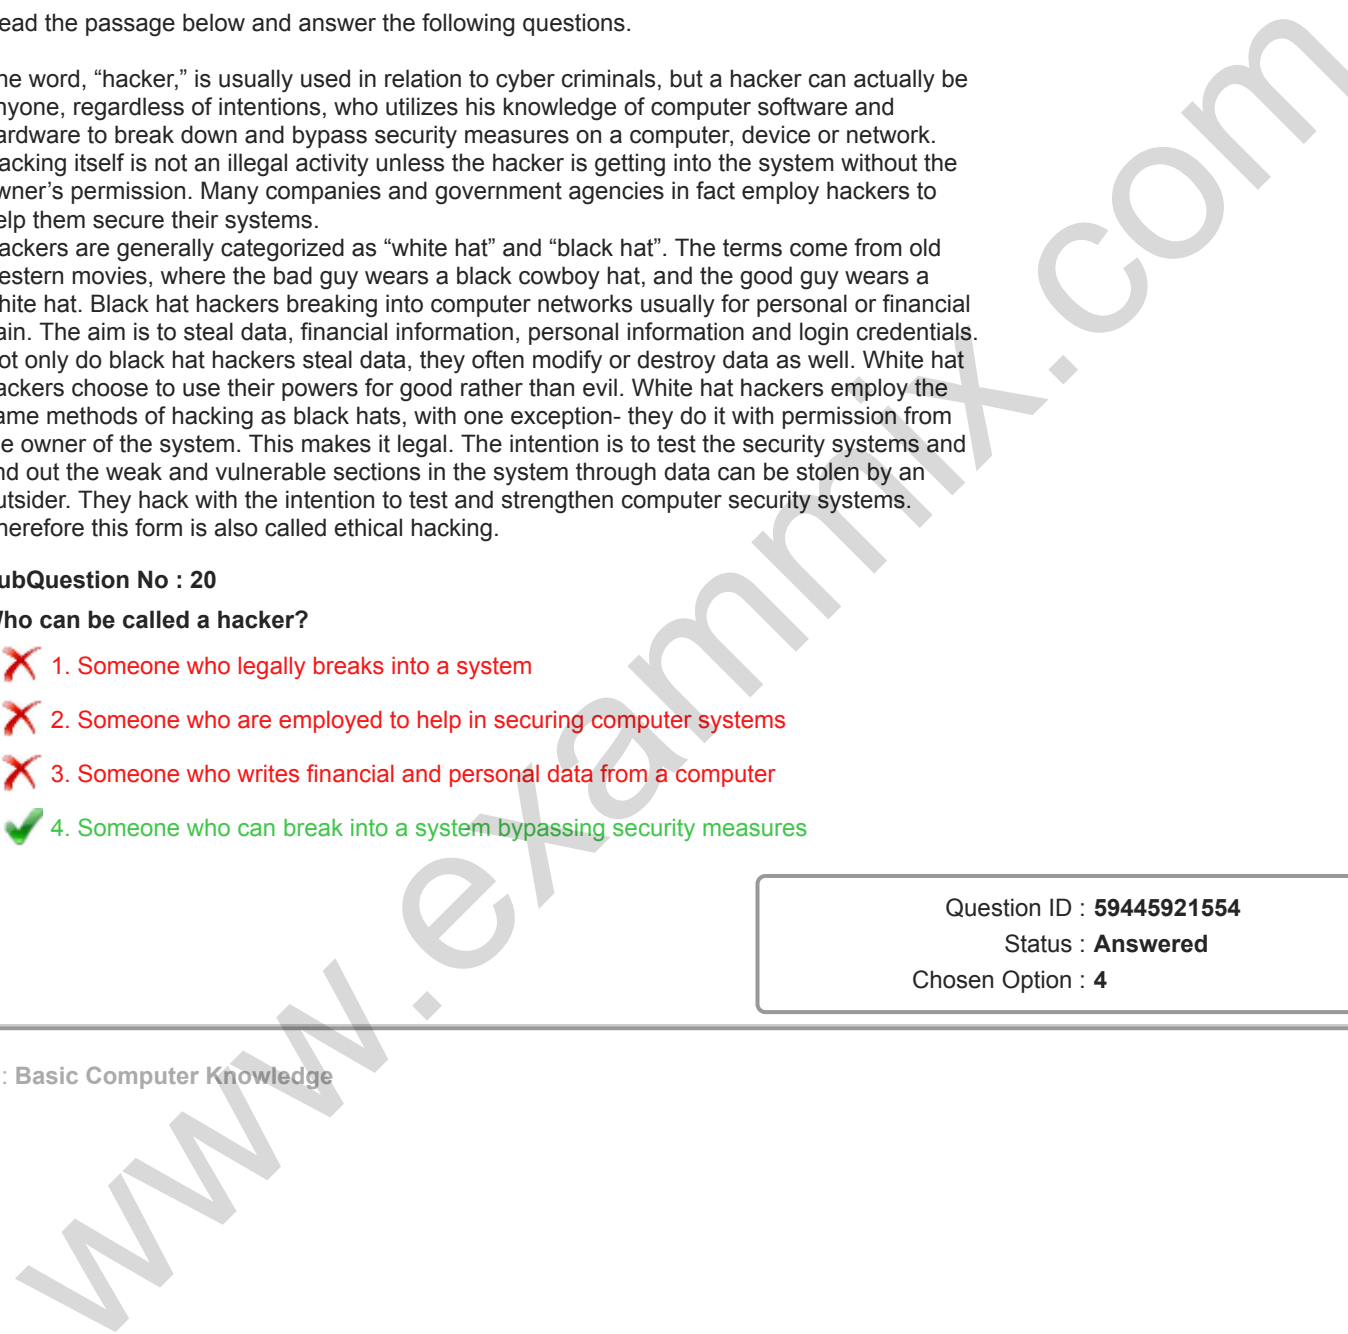 ead the passage below and answer the following questions.
ne word, “hacker,” is usually used in relation to cyber criminals, but a hacker can actually be
nyone, regardless of intentions, who utilizes his knowledge of computer software and
ardware to break down and bypass security measures on a computer, device or network.
acking itself is not an illegal activity unless the hacker is getting into the system without the
wner’s permission. Many companies and government agencies in fact employ hackers to
elp them secure their systems.
ackers are generally categorized as “white hat” and “black hat”. The terms come from old
estern movies, where the bad guy wears a black cowboy hat, and the good guy wears a
hite hat. Black hat hackers breaking into computer networks usually for personal or financial
ain. The aim is to steal data, financial information, personal information and login credentials.
ot only do black hat hackers steal data, they often modify or destroy data as well. White hat
ackers choose to use their powers for good rather than evil. White hat hackers employ the
ame methods of hacking as black hats, with one exception- they do it with permission from
e owner of the system. This makes it legal. The intention is to test the security systems and
nd out the weak and vulnerable sections in the system through data can be stolen by an
utsider. They hack with the intention to test and strengthen computer security systems.
herefore this form is also called ethical hacking.
ubQuestion No : 20
Who can be called a hacker?
1. Someone who legally breaks into a system
2. Someone who are employed to help in securing computer systems
3. Someone who writes financial and personal data from a computer
4. Someone who can break into a system bypassing security measures
Question ID : 59445921554
Status : Answered
Chosen Option : 4
: Basic Computer Knowledge
www.exammix.com